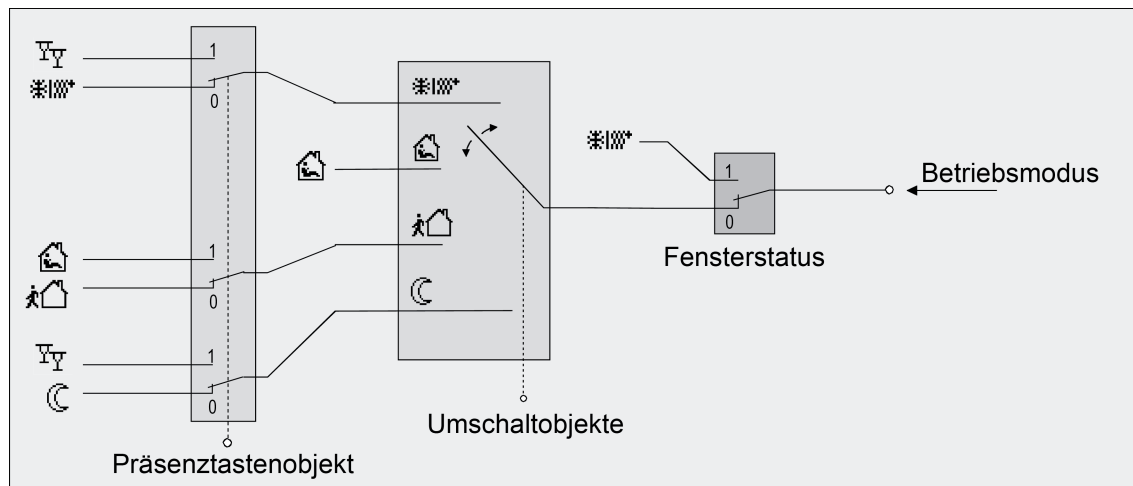 1
0
1
0
1
0
Präsenztastenobjekt
Umschaltobjekte
1
0
Fensterstatus
Betriebsmodus